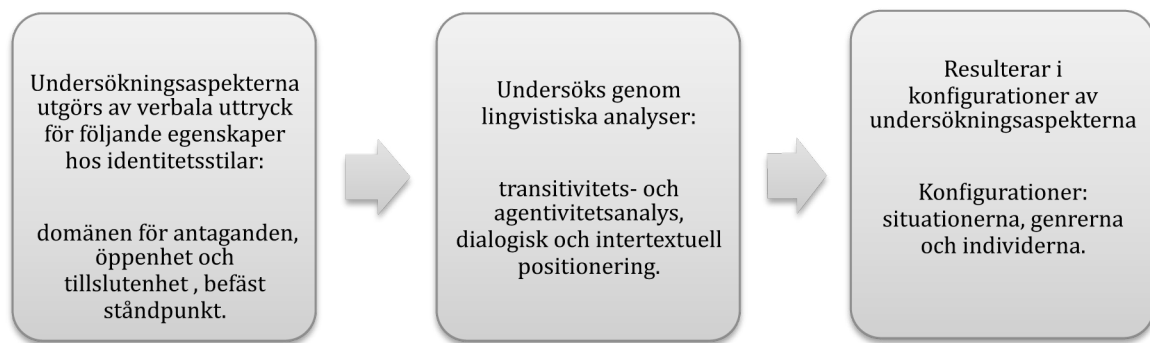 Undersökningsaspekterna
utgörs av verbala uttryck
för följande egenskaper
hos identitetsstilar:
domänen för antaganden,
öppenhet och
tillslutenhet , befäst
ståndpunkt.
Undersöks genom
lingvistiska analyser:
transitivitets- och
agentivitetsanalys,
dialogisk och intertextuell
positionering.
Resulterar i
konfigurationer av
undersökningsaspekterna
Konfigurationer:
situationerna, genrerna
och individerna.